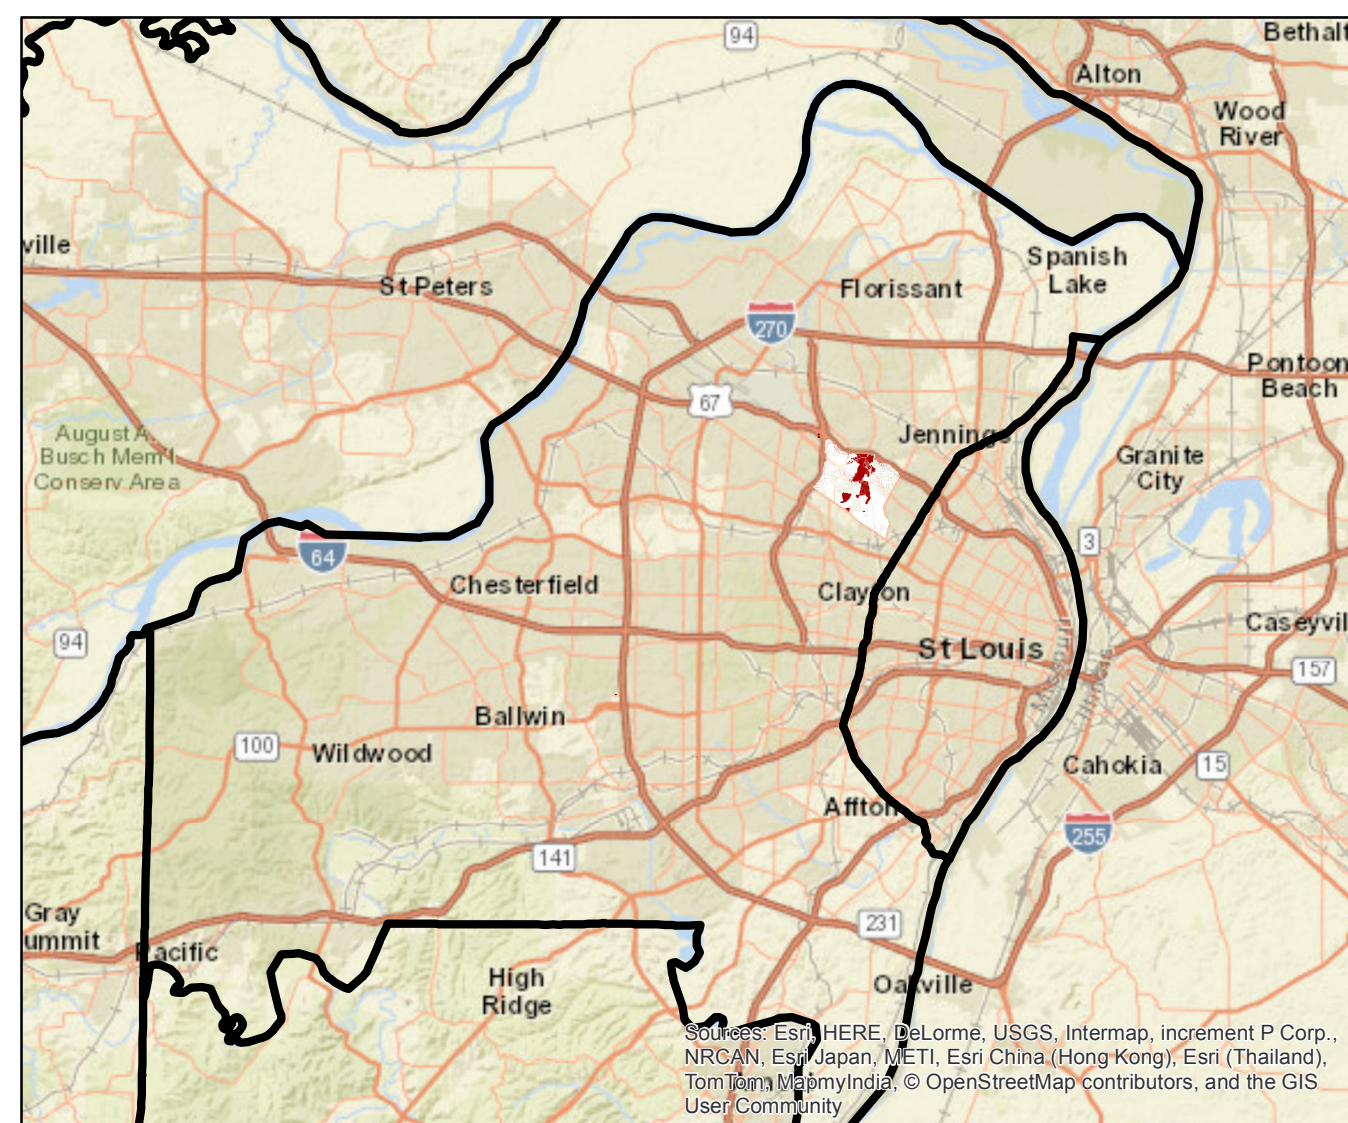 94
Bethalt
Alton
Wood
River
ville
St Peters
Spanish
Lake
Florissant
270
67
Pontoon
Beach
August A.
Busch Mem'l
Conserv Area
Jennings
Granite
City
3
64
Chesterfield
Clayton
94
St Louis
Caseyvil
157
Ballwin
100
Wildwood
Cahokia
15
Affton
255
141
Gray
ummit
Pacific
231
High
Ridge
Oakville
Sources: Esri, HERE, DeLorme, USGS, Intermap, increment P Corp.,
NRCAN, Esri Japan, METI, Esri China (Hong Kong), Esri (Thailand),
TomTom, MapmyIndia, © OpenStreetMap contributors, and the GIS
User Community